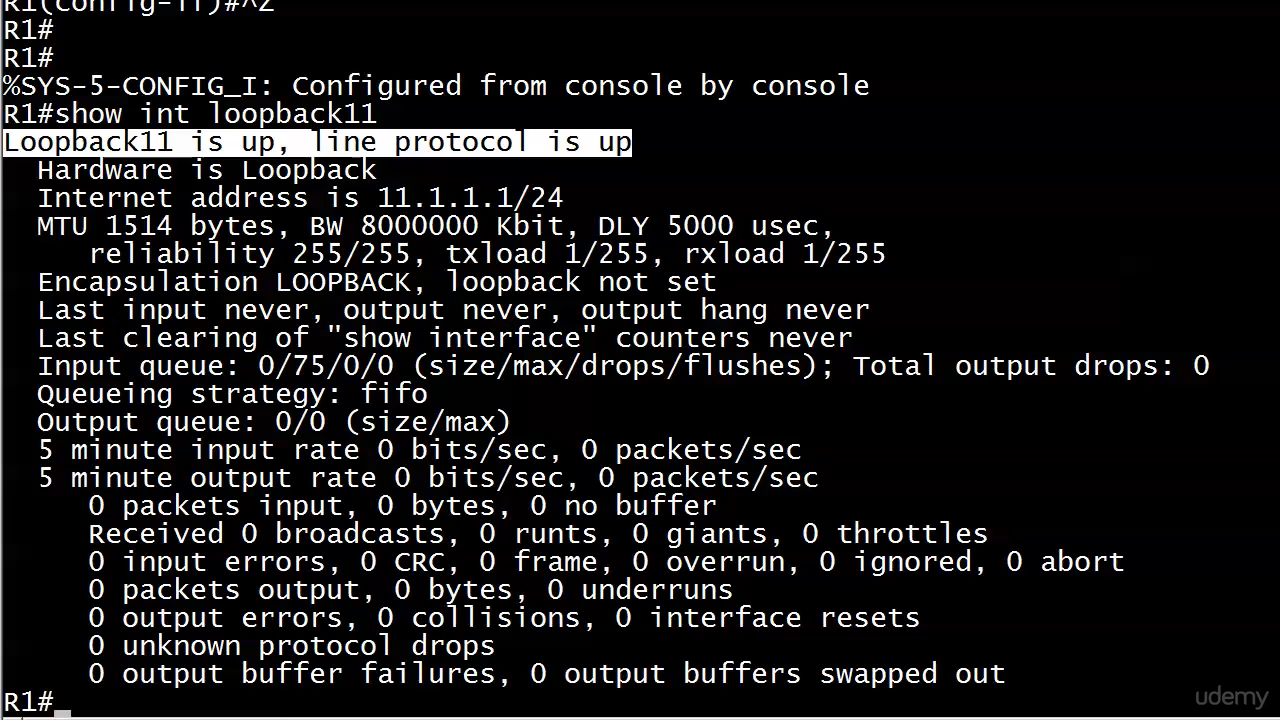 R1(config-if)#^Z
R1#
R1#
%SYS-5-CONFIG_I: Configured from console by console
R1#show int loopback11
Loopback11 is up, line protocol is up
Hardware is Loopback
Internet address is 11.1.1.1/24
MTU 1514 bytes, BW 8000000 Kbit, DLY 5000 usec,
reliability 255/255, txload 1/255, rxload 1/255
Encapsulation LOOPBACK, loopback not set
Last input never, output never, output hang never
Last clearing of "show interface" counters never
Input queue: 0/75/0/0 (size/max/drops/flushes); Total output drops: 0
Queueing strategy: fifo
Output queue: 0/0 (size/max)
5 minute input rate 0 bits/sec, 0 packets/sec
5 minute output rate 0 bits/sec, 0 packets/sec
0 packets input, 0 bytes, 0 no buffer
Received 0 broadcasts, 0 runts, 0 giants, 0 throttles
0 input errors, 0 CRC, 0 frame, 0 overrun, 0 ignored, 0 abort
0 packets output, 0 bytes, 0 underruns
0 output errors, 0 collisions, 0 interface resets
0 unknown protocol drops
0 output buffer failures, 0 output buffers swapped out
R1#_
udemy